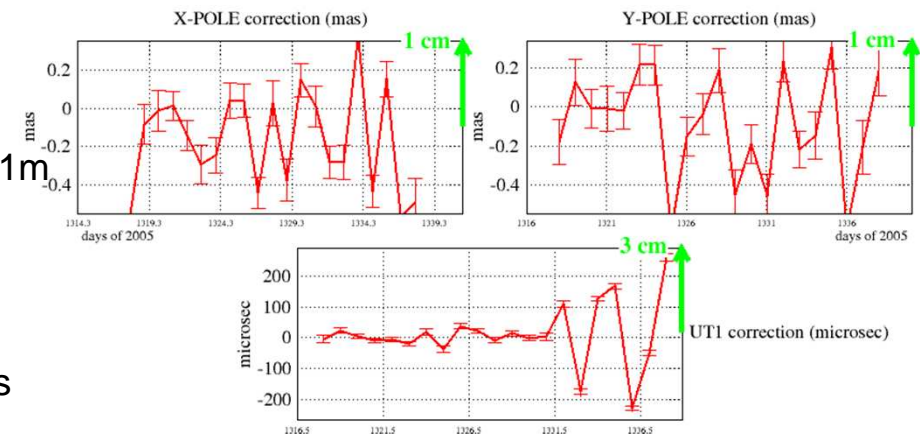 X-POLE correction (mas)
1 cm
0.2
0
-0.2
-0.4
mas
1314.3 1319.3 1324.3 1329.3 1334.3 1339.3
days of 2005
Y-POLE correction (mas)
1 cm
0.2
0
-0.2
-0.4
mas
1316 1321 1326 1331 1336
days of 2005
1m
3 cm
200
100
0
-100
-200
microsec
UT1 correction (microsec)
1316.5 1321.5 1326.5 1331.5 1336.5
s